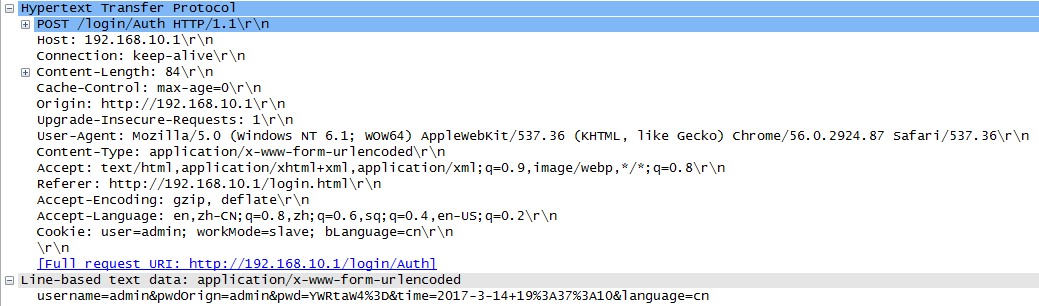 Hypertext Transfer Protocol
POST /login/Auth HTTP/1.1\r\n
Host: 192.168.10.1\r\n
Connection: keep-alive\r\n
Content-Length: 84\r\n
Cache-Control: max-age=0\r\n
Origin: http://192.168.10.1\r\n
Upgrade-Insecure-Requests: 1\r\n
User-Agent: Mozilla/5.0 (Windows NT 6.1; WOW64) AppleWebKit/537.36 (KHTML, like Gecko) Chrome/56.0.2924.87 Safari/537.36\r\n
Content-Type: application/x-www-form-urlencoded\r\n
Accept: text/html,application/xhtml+xml,application/xml;q=0.9,image/webp,*/*;q=0.8\r\n
Referer: http://192.168.10.1/login.html\r\n
Accept-Encoding: gzip, deflate\r\n
Accept-Language: en,zh-CN;q=0.8,zh;q=0.6,sq;q=0.4,en-US;q=0.2\r\n
Cookie: user=admin; workMode=slave; bLanguage=cn\r\n
\r\n
[Full request URI: http://192.168.10.1/login/Auth]
Line-based text data: application/x-www-form-urlencoded
username=admin&pwdOrign=admin&pwd=YWRtaW4%3D&time=2017-3-14+19%3A37%3A10&language=cn